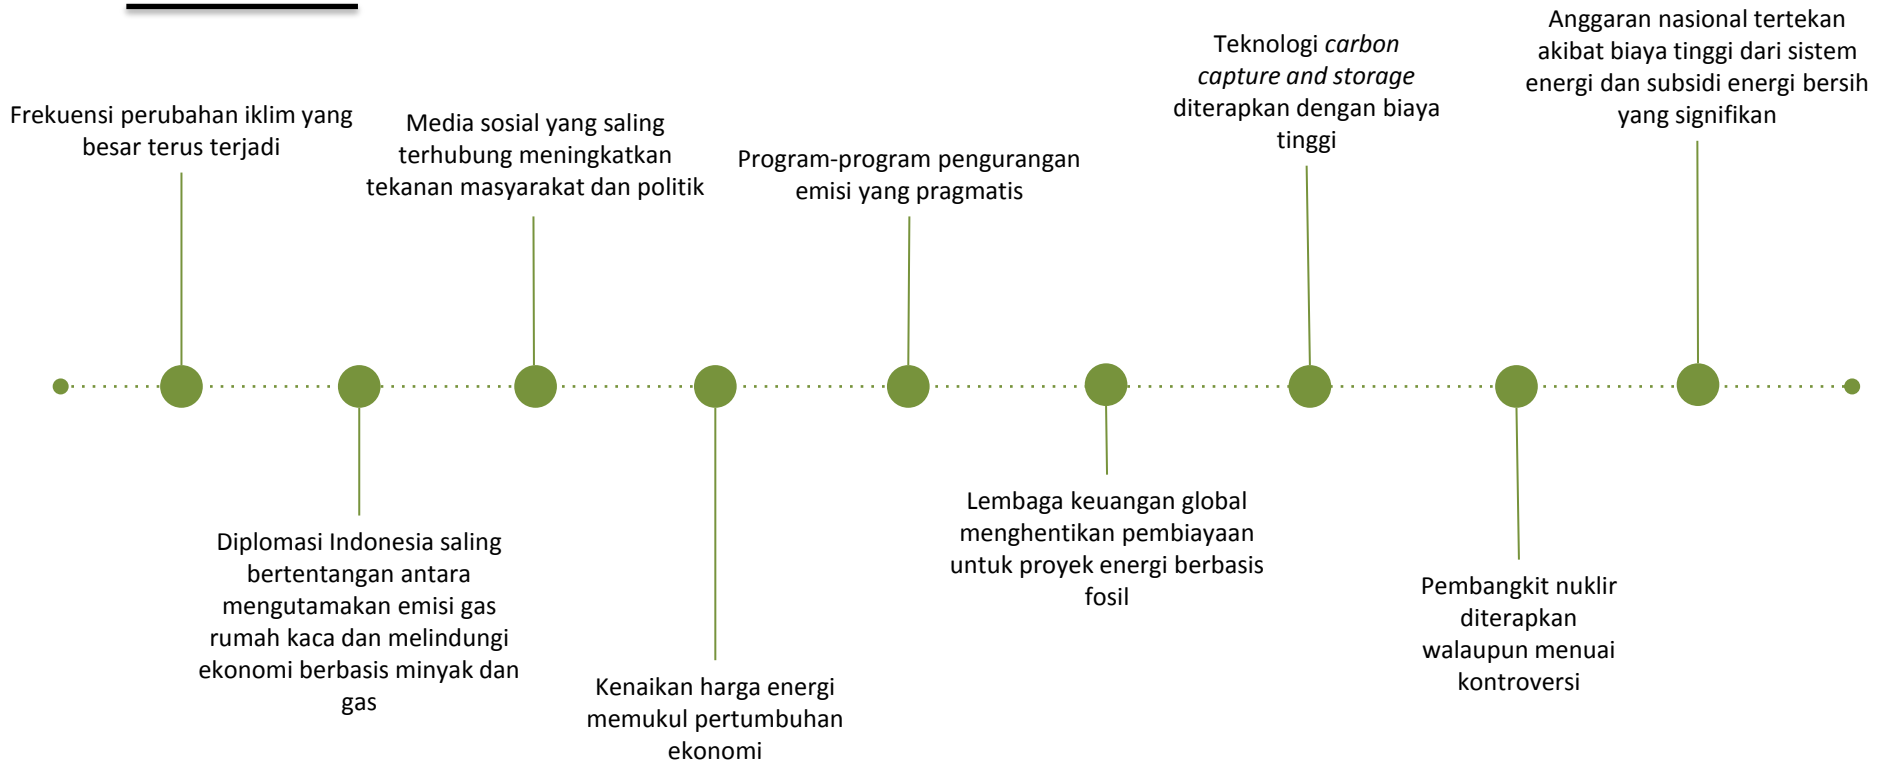 Frekuensi perubahan iklim yang
besar terus terjadi
Diplomasi Indonesia saling
bertentangan antara
mengutamakan emisi gas
rumah kaca dan melindungi
ekonomi berbasis minyak dan
gas
Media sosial yang saling
terhubung meningkatkan
tekanan masyarakat dan politik
Kenaikan harga energi
memukul pertumbuhan
ekonomi
Program-program pengurangan
emisi yang pragmatis
Lembaga keuangan global
menghentikan pembiayaan
untuk proyek energi berbasis
fosil
Teknologi carbon
capture and storage
diterapkan dengan biaya
tinggi
Pembangkit nuklir
diterapkan
walaupun menuai
kontroversi
Anggaran nasional tertekan
akibat biaya tinggi dari sistem
energi dan subsidi energi bersih
yang signifikan